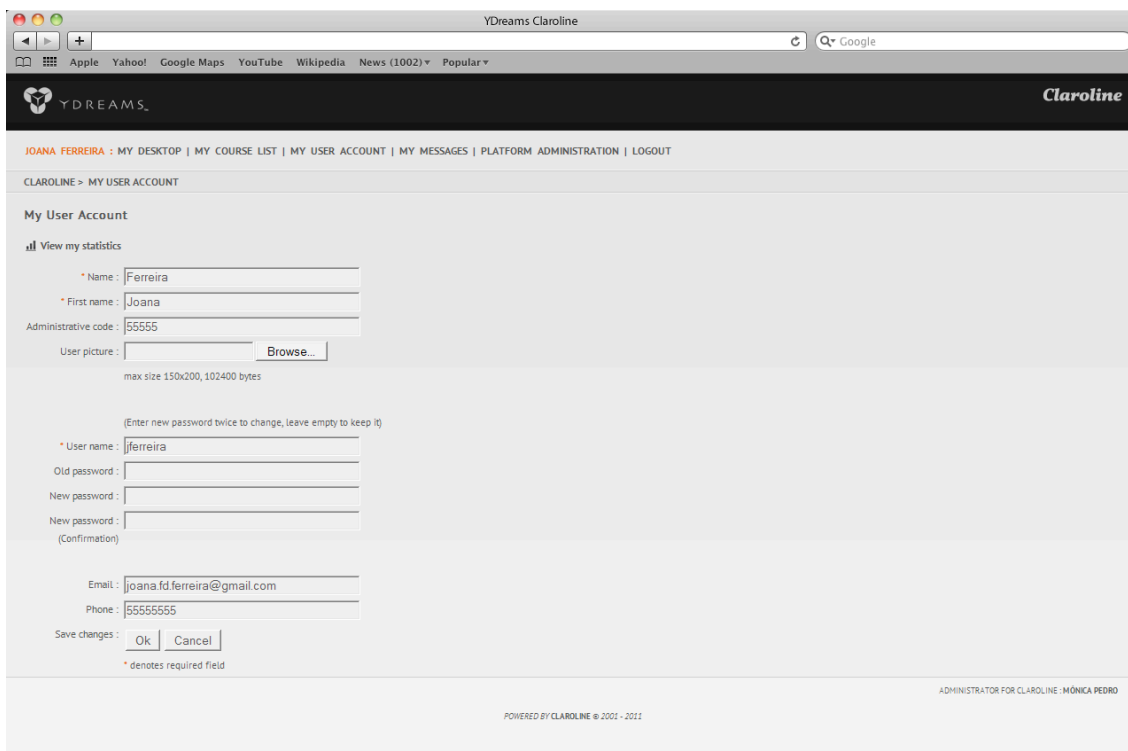 YDreams Claroline
Google
Apple Yahoo! Google Maps YouTube Wikipedia News (1002) Popular
YDREAMS
Claroline
JOANA FERREIRA : MY DESKTOP | MY COURSE LIST | MY USER ACCOUNT | MY MESSAGES | PLATFORM ADMINISTRATION | LOGOUT
CLAROLINE > MY USER ACCOUNT
My User Account
View my statistics
* Name : Ferreira
* First name : Joana
Administrative code : 55555
User picture : Browse...
max size 150x200, 102400 bytes
(Enter new password twice to change, leave empty to keep it)
* User name : jferreira
Old password :
New password :
New password :
(Confirmation)
Email : joana.fd.ferreira@gmail.com
Phone : 55555555
Save changes : Ok Cancel
* denotes required field
ADMINISTRATOR FOR CLAROLINE : MÓNICA PEDRO
POWERED BY CLAROLINE © 2001 - 2011